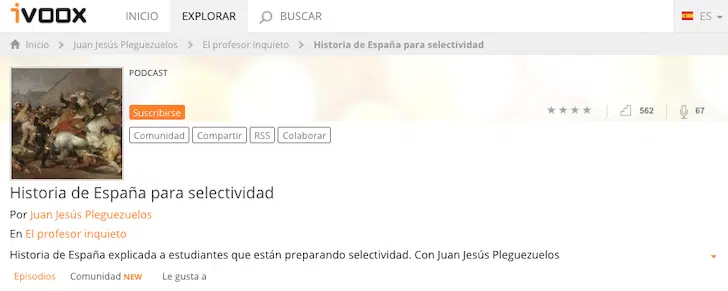 iVOOX INICIO EXPLORAR BUSCAR ES
Inicio Juan Jesús Pleguezuelos El profesor inquieto Historia de España para selectividad
PODCAST
Suscribirse
562 67
Comunidad Compartir RSS Colaborar
Historia de España para selectividad
Por Juan Jesús Pleguezuelos
En El profesor inquieto
Historia de España explicada a estudiantes que están preparando selectividad. Con Juan Jesús Pleguezuelos
Episodios Comunidad NEW Le gusta a